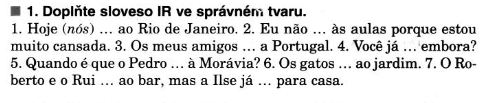 ■ 1. Doplňte sloveso IR ve správném tvaru.
1. Hoje (nós) ... ao Rio de Janeiro. 2. Eu não ... às aulas porque estou
muito cansada. 3. Os meus amigos ... a Portugal. 4. Você já ... embora?
5. Quando é que o Pedro ... à Morávia? 6. Os gatos ... ao jardim. 7. O Ro-
berto e o Rui ... ao bar, mas a Ilse já ... para casa.